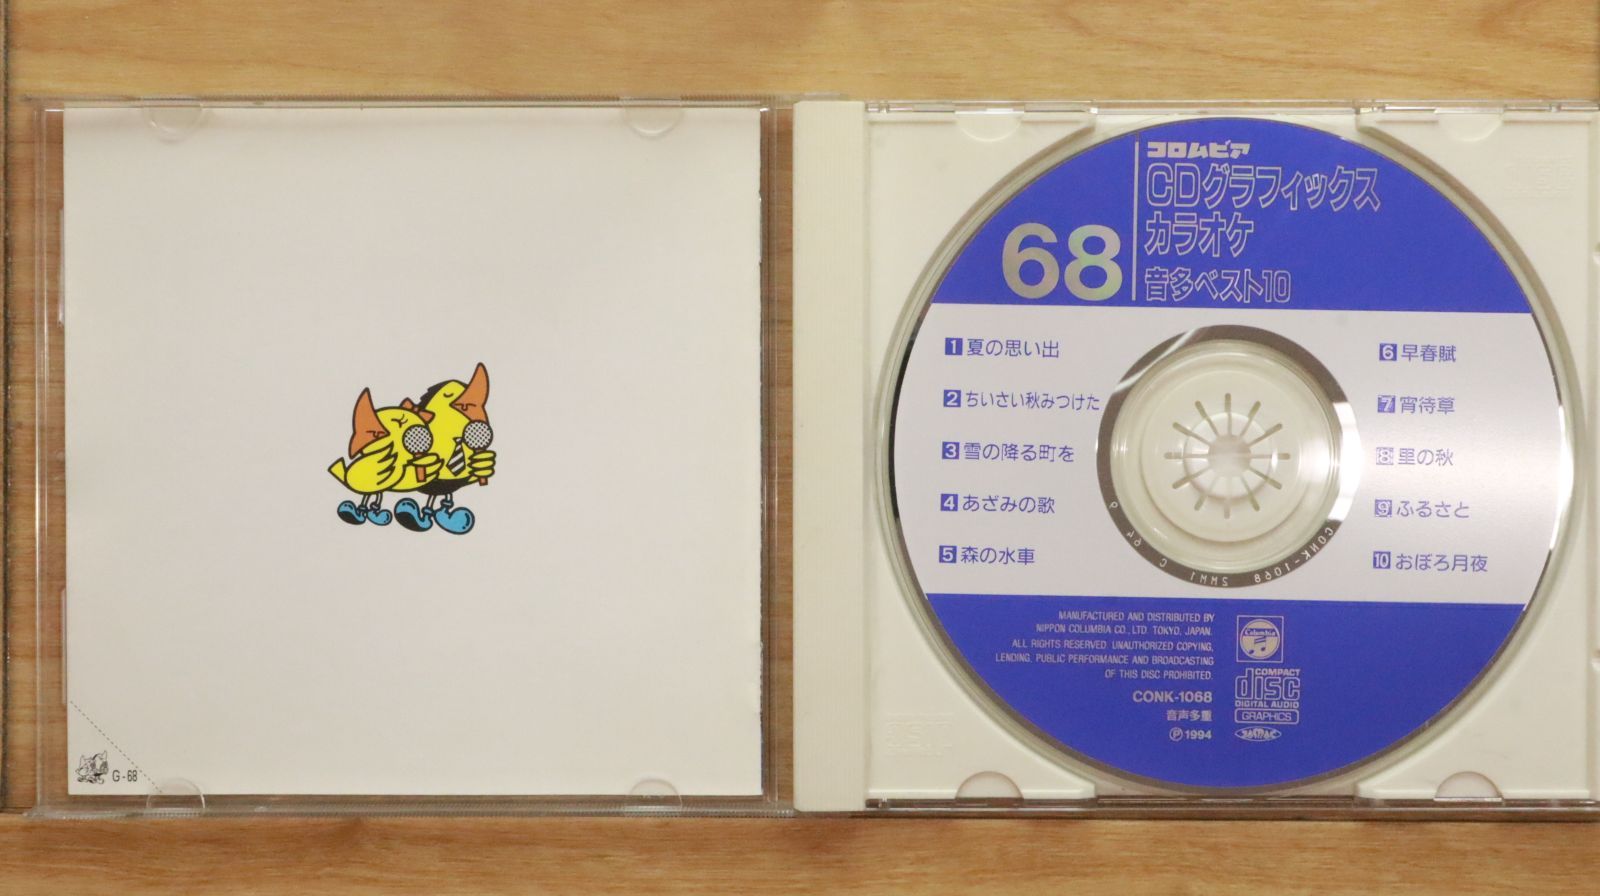 G-68
コロムビア
CDグラフィックス
カラオケ
音多ベスト10
68
1 夏の思い出
2 ちいさい秋みつけた
3 雪の降る町を
4 あざみの歌
5 森の水車
6 早春賦
7 宵待草
8 里の秋
9 ふるさと
10 おぼろ月夜
CONK-1068 2MM1 C 64 9
MANUFACTURED AND DISTRIBUTED BY
NIPPON COLUMBIA CO., LTD. TOKYO, JAPAN.
ALL RIGHTS RESERVED. UNAUTHORIZED COPYING,
LENDING, PUBLIC PERFORMANCE AND BROADCASTING
OF THIS DISC PROHIBITED.
CONK-1068
音声多重
Ⓟ1994
Columbia
COMPACT
disc
DIGITAL AUDIO
GRAPHICS
JASRAC